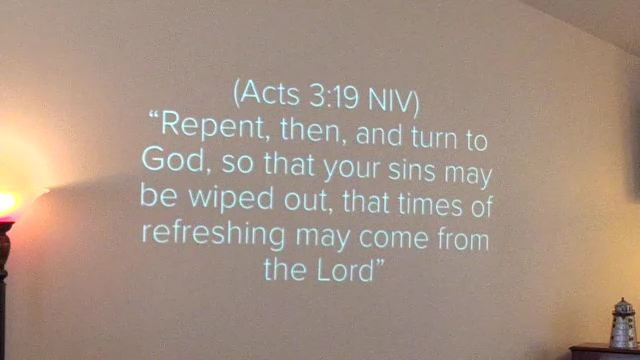 (Acts 3:19 NIV)
“Repent, then, and turn to
God, so that your sins may
be wiped out, that times of
refreshing may come from
the Lord”